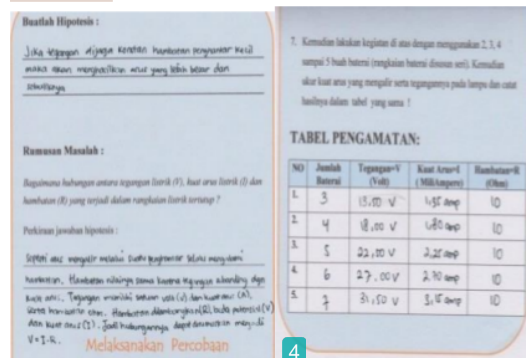 Buatlah Hipotesis :
Jika tegangan dijaga konstan hambatan penghantar kecil
maka akan menghasilkan arus yang lebih besar dan
sebaliknya
Rumusan Masalah :
Bagaimana hubungan antara tegangan listrik (V), kuat arus listrik (I) dan
hambatan (R) yang terjadi dalam rangkaian listrik tertutup ?
Perkiraan jawaban hipotesis :
arus mengalir melalui suatu penghantar selalu mengalami
hambatan. Hambatan nilainya sama karena tegangan sbanding dgn
kuat arus. Tegangan memiliki satuan volt (v) dan kuat arus (A),
serta hambatan ohm. Hambatan dilambangkan (R), beda potensial (V)
dan kuat arus (I). Jadi hubungannya dapat dirumuskan menjadi
V = I.R.
Melaksanakan Percobaan
7. Kemudian lakukan kegiatan di atas dengan menggunakan 2, 3, 4
sampai 5 buah baterai (rangkaian baterai disusun seri). Kemudian
ukur kuat arus yang mengalir serta tegangannya pada lampu dan catat
hasilnya dalam tabel yang sama !
TABEL PENGAMATAN:
NO Jumlah Baterai Tegangan=V (Volt) Kuat Arus=I (MiliAmpere) Hambatan=R (Ohm)
1. 3 13,50 V 1,35 amp 10
2. 4 18,00 V 1,80 amp 10
3. 5 22,00 V 2,25 amp 10
4. 6 27,00 V 2,70 amp 10
5. 7 31,50 V 3,15 amp 10
4